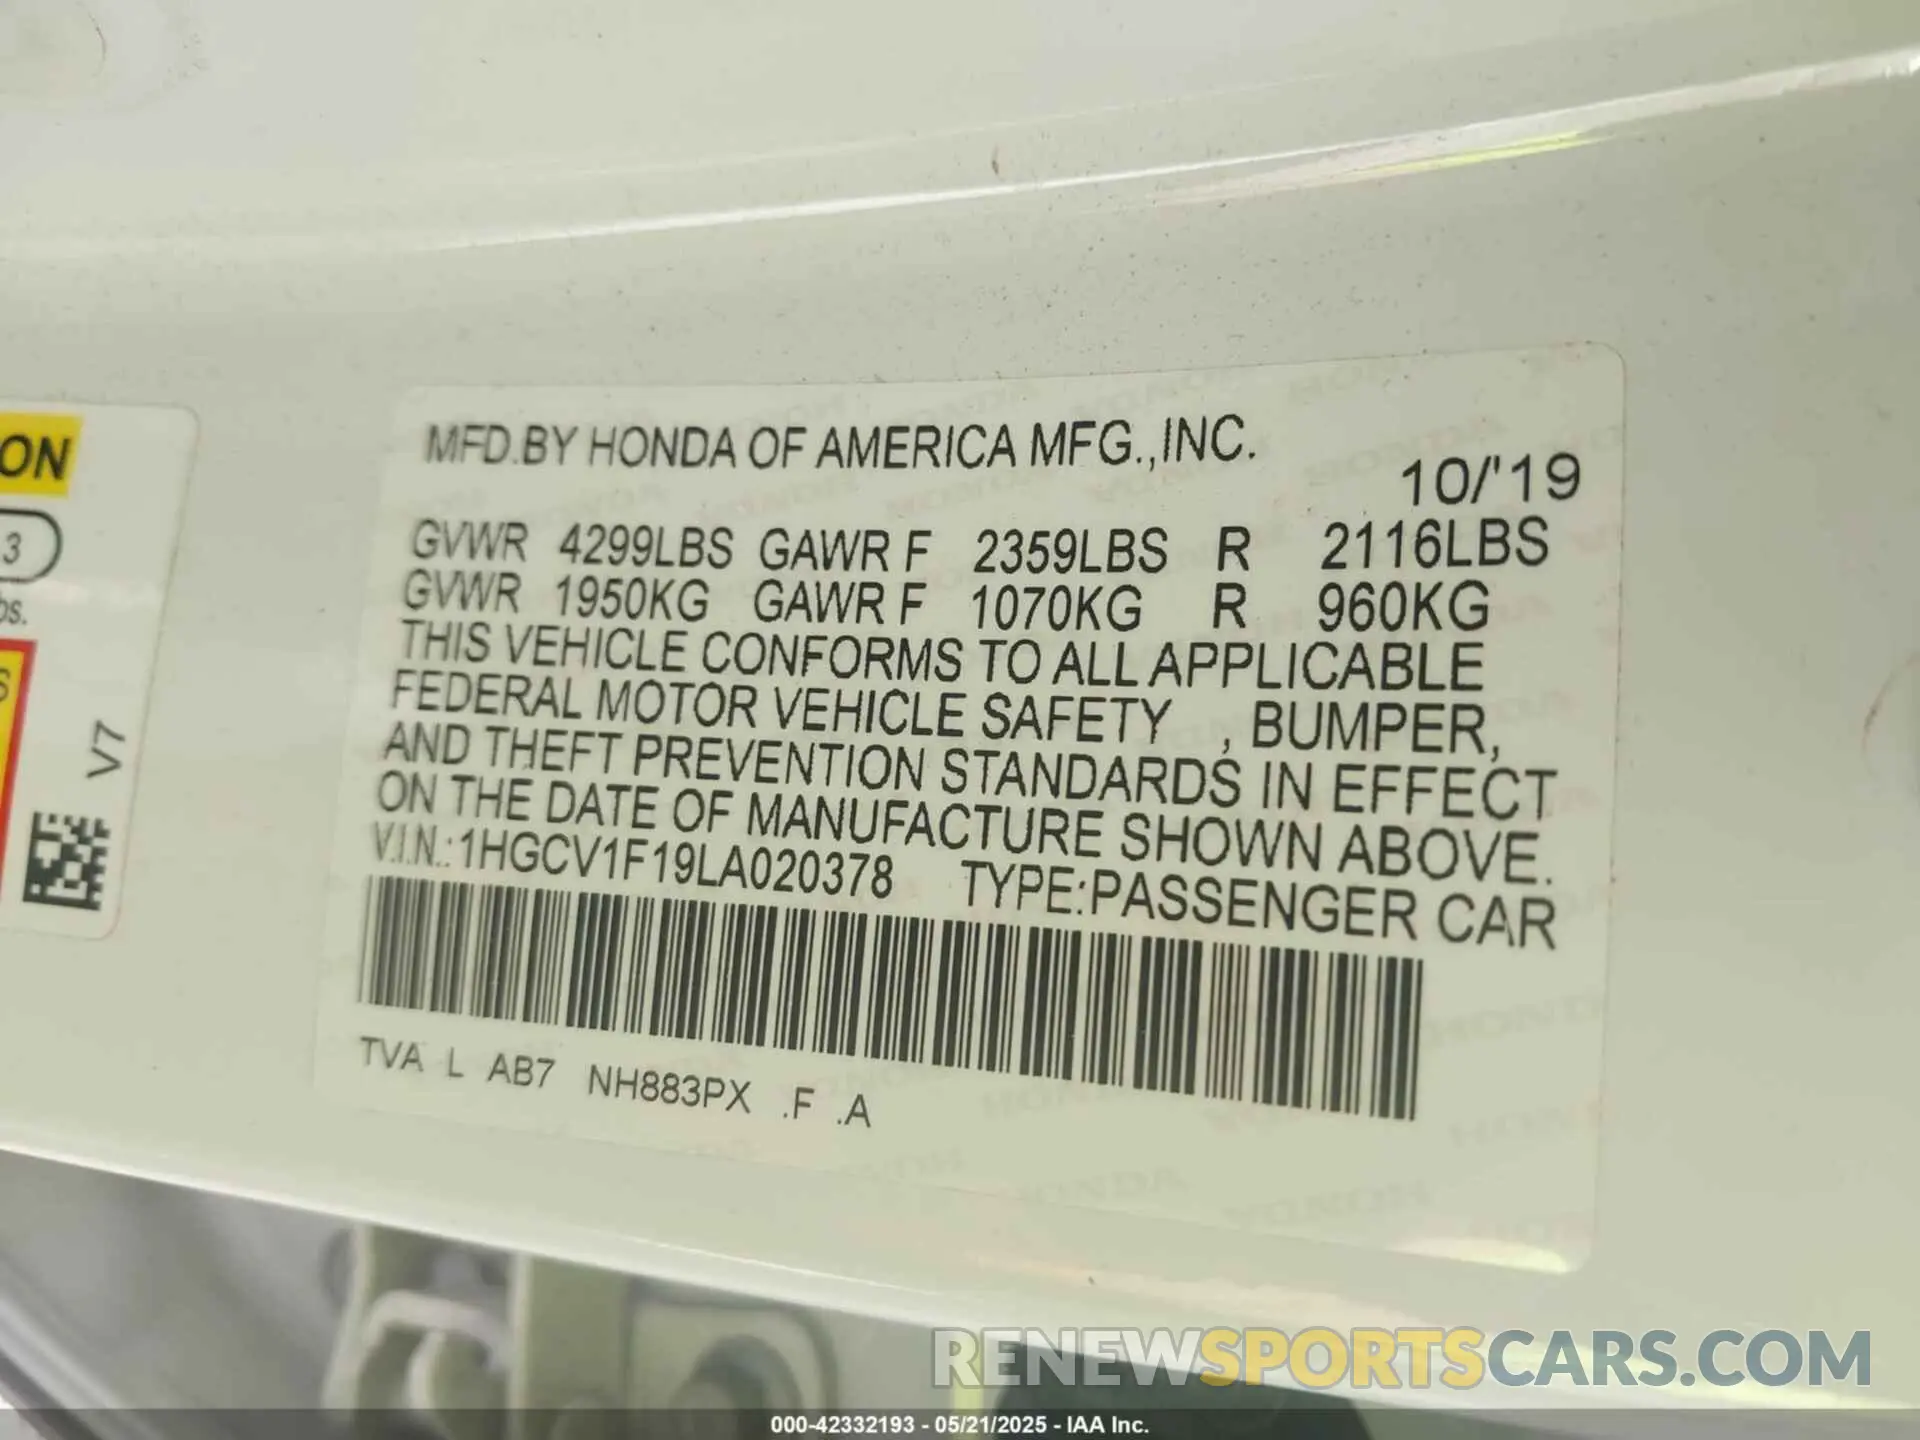 MFD.BY HONDA OF AMERICA MFG.,INC.
10/'19
GVWR 4299LBS GAWR F 2359LBS R 2116LBS
GVWR 1950KG GAWR F 1070KG R 960KG
THIS VEHICLE CONFORMS TO ALL APPLICABLE
FEDERAL MOTOR VEHICLE SAFETY , BUMPER,
AND THEFT PREVENTION STANDARDS IN EFFECT
ON THE DATE OF MANUFACTURE SHOWN ABOVE.
V.I.N.:1HGCV1F19LA020378 TYPE:PASSENGER CAR
TVA L AB7 NH883PX .F .A
ON
3
V7
RENEWSPORTSCARS.COM
000-42332193 - 05/21/2025 - IAA Inc.